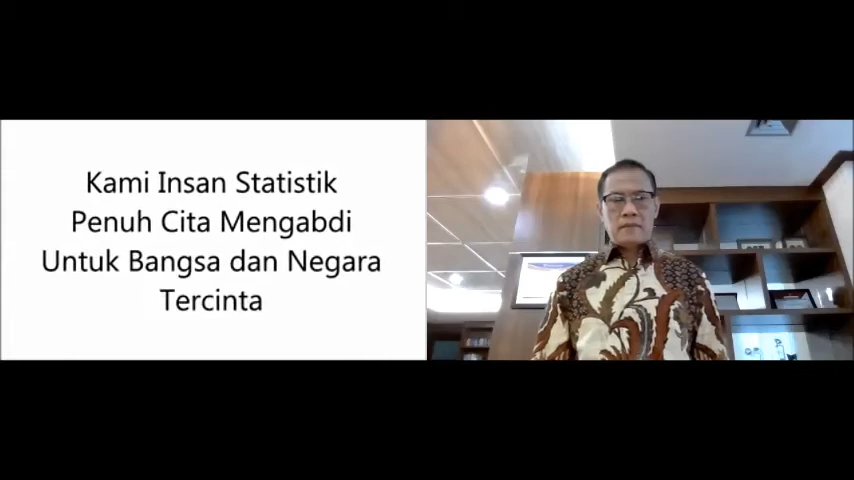 Kami Insan Statistik
Penuh Cita Mengabdi
Untuk Bangsa dan Negara
Tercinta